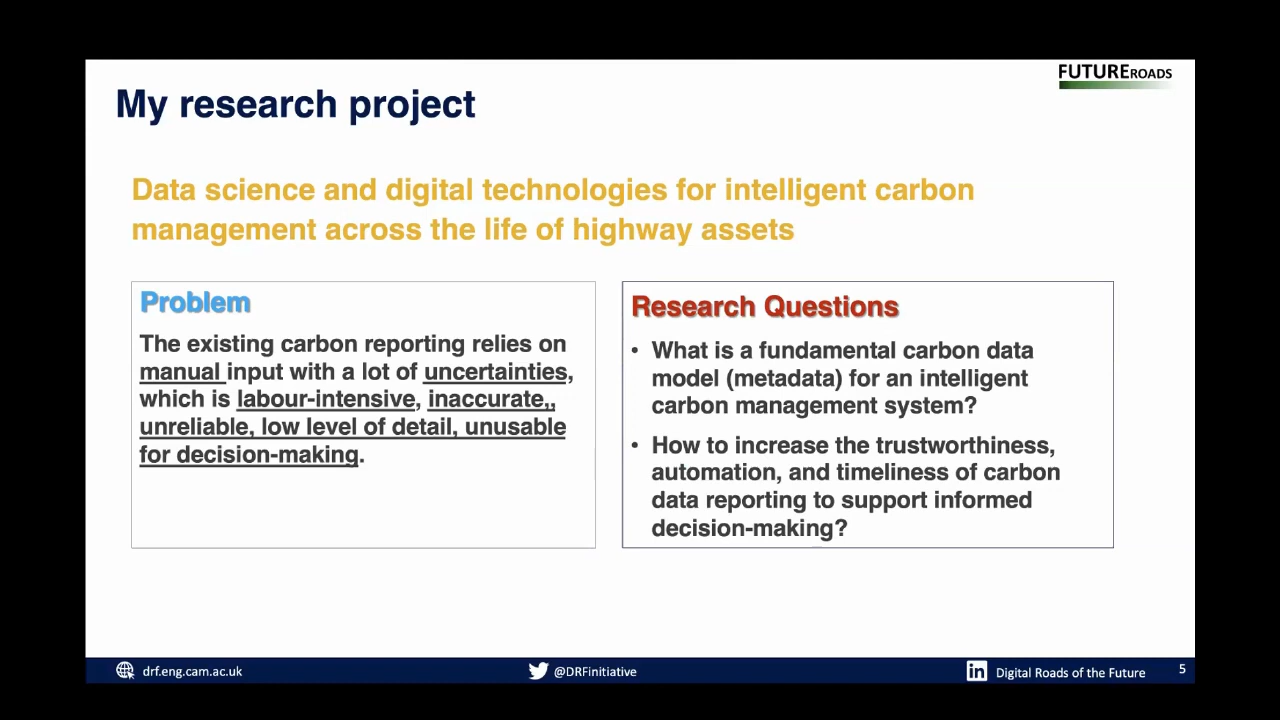 FUTUREROADS
My research project
Data science and digital technologies for intelligent carbon
management across the life of highway assets
Problem
The existing carbon reporting relies on
manual input with a lot of uncertainties,
which is labour-intensive, inaccurate,,
unreliable, low level of detail, unusable
for decision-making.
Research Questions
• What is a fundamental carbon data
model (metadata) for an intelligent
carbon management system?
• How to increase the trustworthiness,
automation, and timeliness of carbon
data reporting to support informed
decision-making?
drf.eng.cam.ac.uk
@DRFinitiative
in Digital Roads of the Future
5